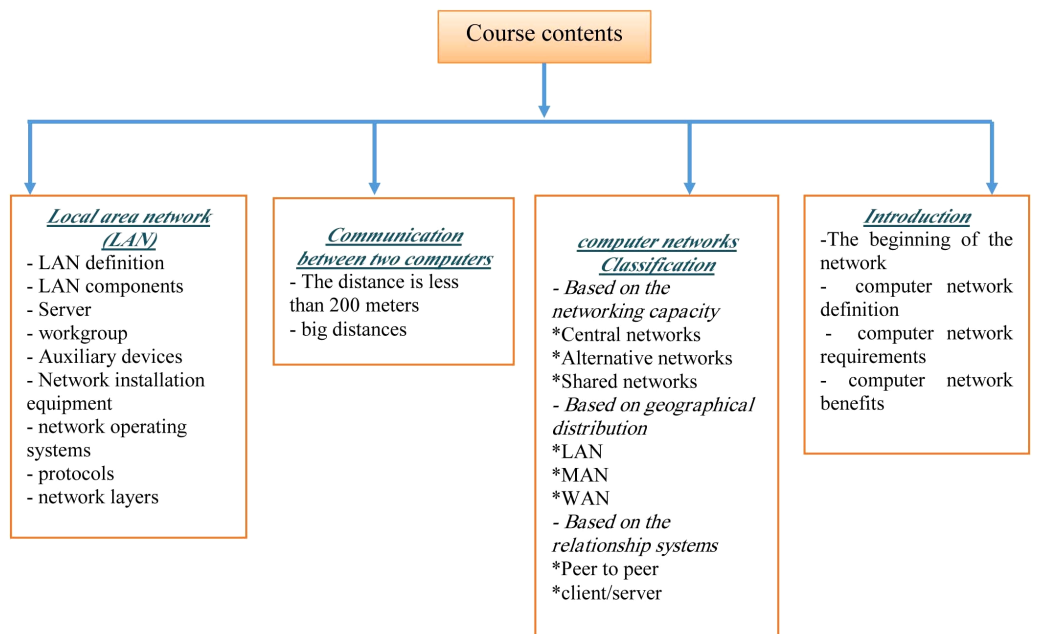 Course contents
Local area network
(LAN)
- LAN definition
- LAN components
- Server
- workgroup
- Auxiliary devices
- Network installation
equipment
- network operating
systems
- protocols
- network layers
Communication
between two computers
- The distance is less
than 200 meters
- big distances
computer networks
Classification
- Based on the
networking capacity
*Central networks
*Alternative networks
*Shared networks
- Based on geographical
distribution
*LAN
*MAN
*WAN
- Based on the
relationship systems
*Peer to peer
*client/server
Introduction
-The beginning of the
network
- computer network
definition
- computer network
requirements
- computer network
benefits